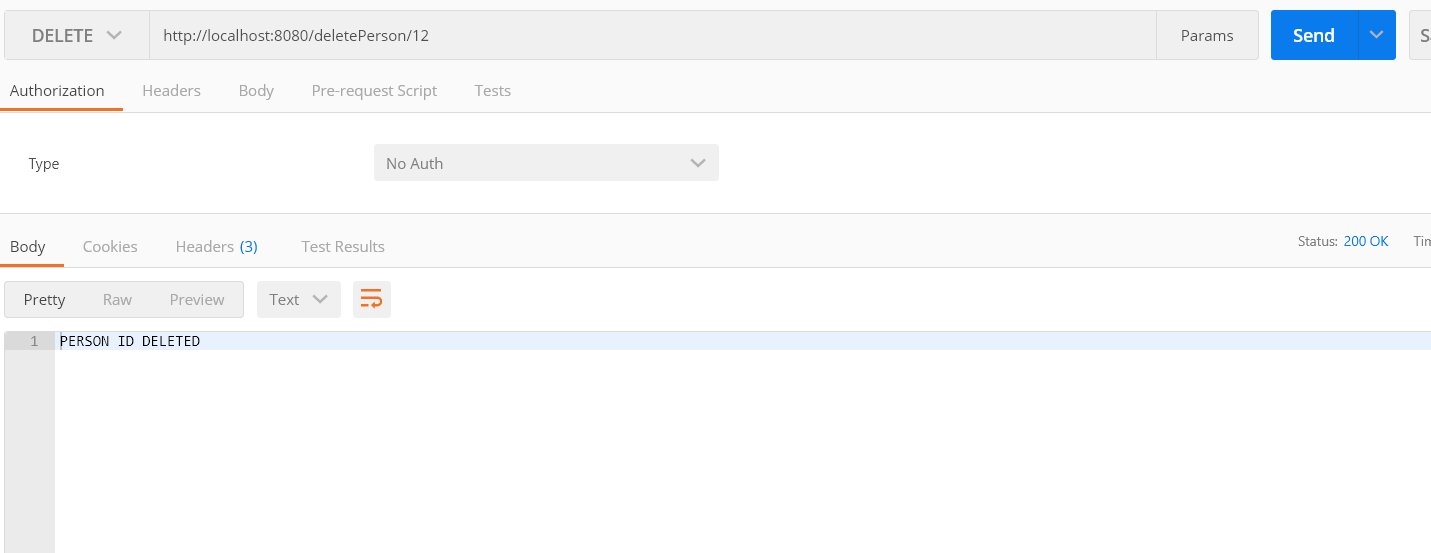 DELETE http://localhost:8080/deletePerson/12 Params Send
Authorization Headers Body Pre-request Script Tests
Type No Auth
Body Cookies Headers (3) Test Results Status: 200 OK
Pretty Raw Preview Text
1 PERSON ID DELETED